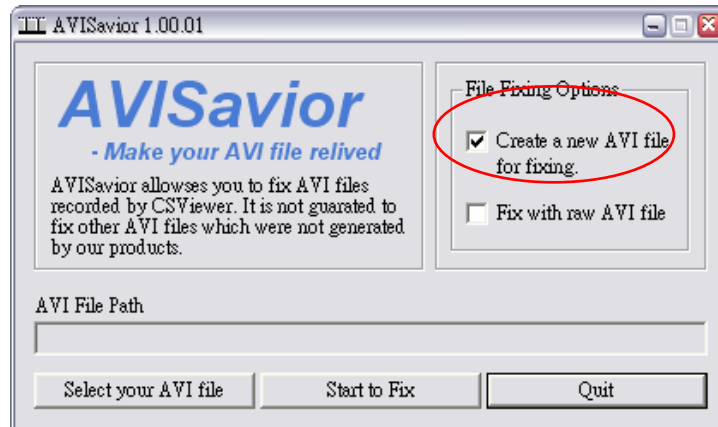 AVISavior 1.00.01
AVISavior
- Make your AVI file relived
AVISavior allowses you to fix AVI files
recorded by CSViewer. It is not guarated to
fix other AVI files which were not generated
by our products.
File Fixing Options
Create a new AVI file
for fixing.
Fix with raw AVI file
AVI File Path
Select your AVI file
Start to Fix
Quit